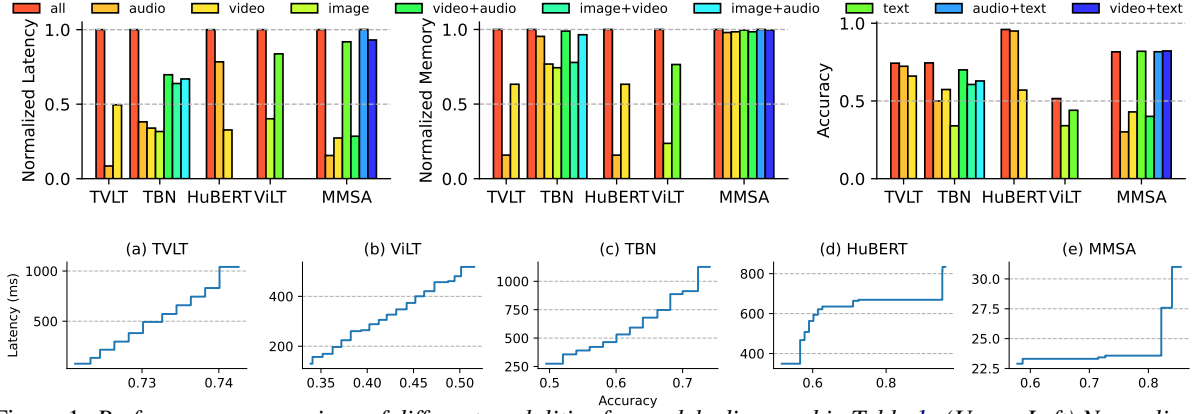 all audio video image video+audio image+video image+audio text audio+text video+text
Normalized Latency
1.0
0.5
0.0
TVLT TBN HuBERT ViLT MMSA
Normalized Memory
1.0
0.5
0.0
TVLT TBN HuBERT ViLT MMSA
Accuracy
1.0
0.5
0.0
TVLT TBN HuBERT ViLT MMSA
(a) TVLT
Latency (ms)
1000
500
0.73 0.74
(b) ViLT
400
200
0.35 0.40 0.45 0.50
(c) TBN
1000
750
500
250
0.5 0.6 0.7
Accuracy
(d) HuBERT
800
600
400
0.6 0.8
(e) MMSA
30.0
27.5
25.0
22.5
0.6 0.7 0.8